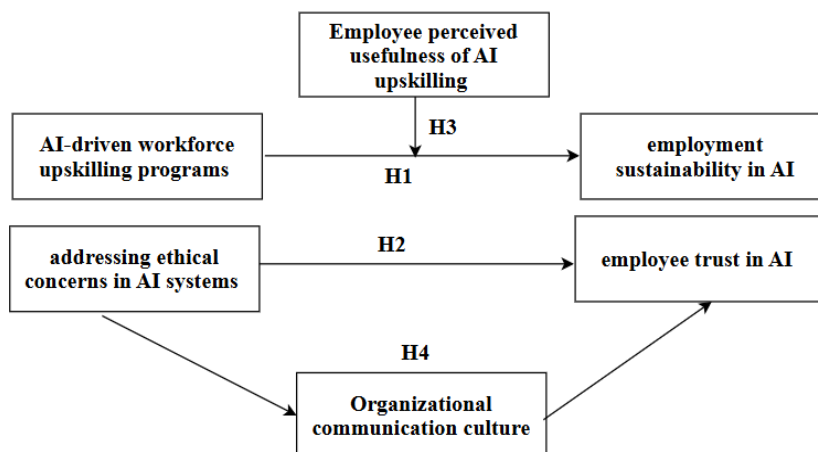 Employee perceived
usefulness of AI
upskilling
H3
AI-driven workforce
upskilling programs
H1
employment
sustainability in AI
addressing ethical
concerns in AI systems
H2
employee trust in AI
H4
Organizational
communication culture